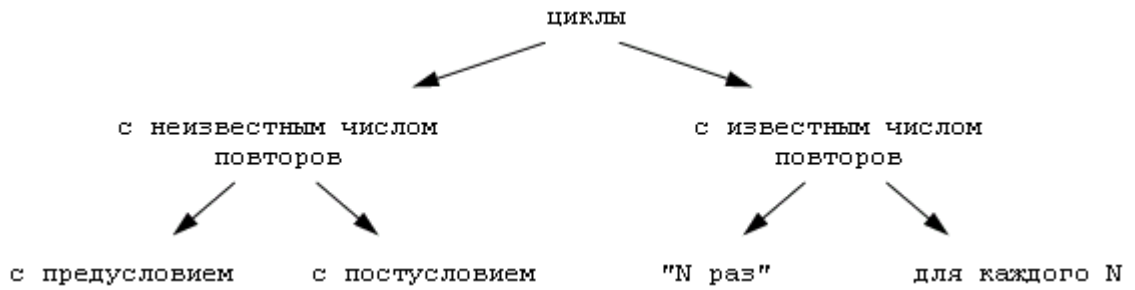 циклы
с неизвестным числом
повторов
с известным числом
повторов
с предусловием
с постусловием
"N раз"
для каждого N